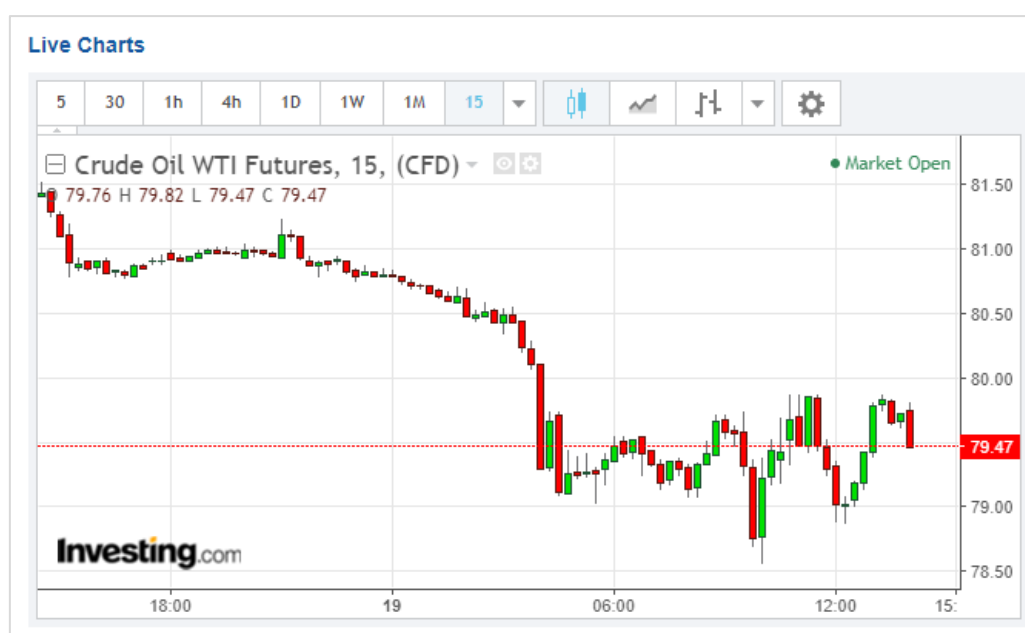 Live Charts
5 30 1h 4h 1D 1W 1M 15
Crude Oil WTI Futures, 15, (CFD)
Market Open
79.76 H 79.82 L 79.47 C 79.47
81.50
81.00
80.50
80.00
79.47
79.00
78.50
Investing.com
18:00 19 06:00 12:00 15: